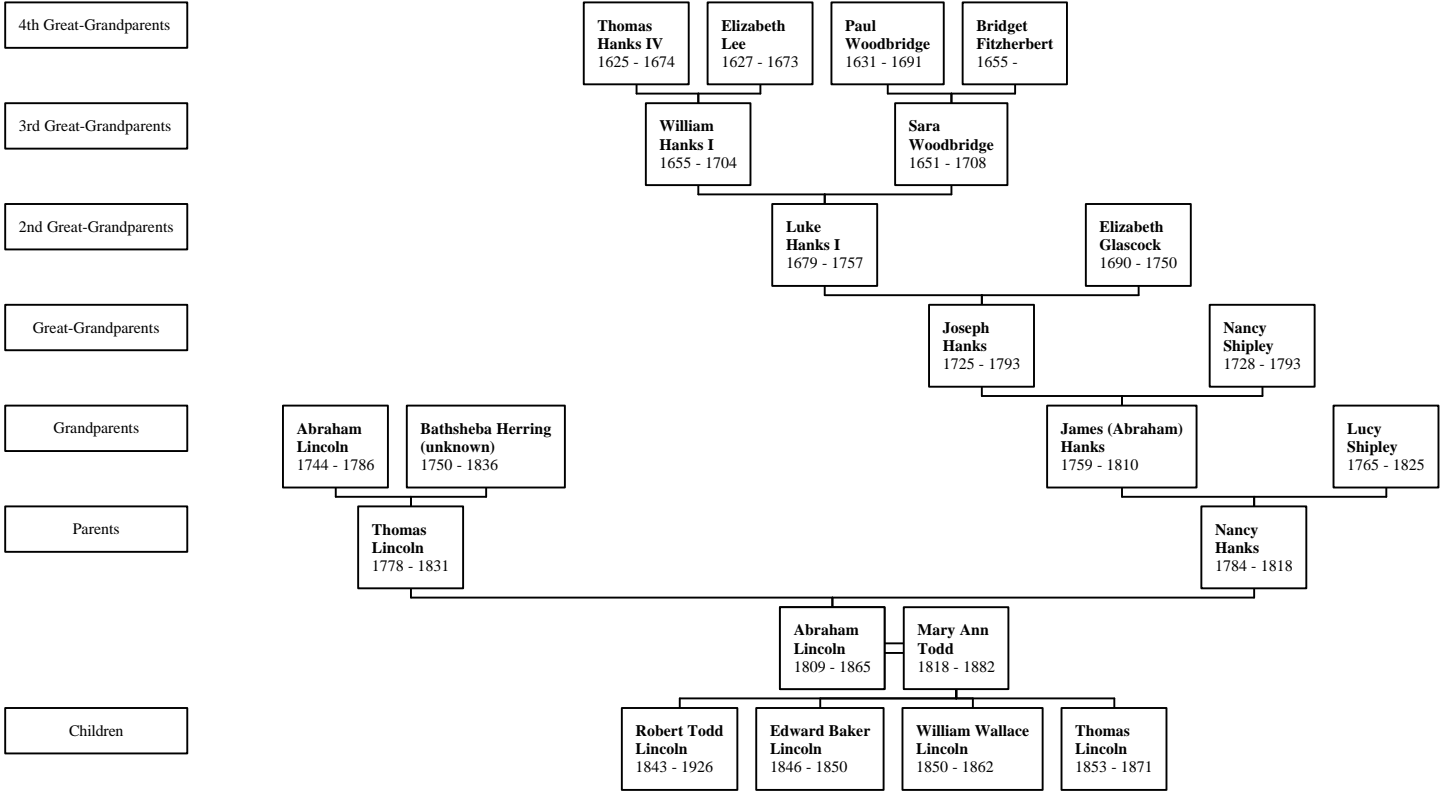 4th Great-Grandparents
Thomas
Hanks IV
1625 - 1674
Elizabeth
Lee
1627 - 1673
Paul
Woodbridge
1631 - 1691
Bridget
Fitzherbert
1655 -
3rd Great-Grandparents
William
Hanks I
1655 - 1704
Sara
Woodbridge
1651 - 1708
2nd Great-Grandparents
Luke
Hanks I
1679 - 1757
Elizabeth
Glascock
1690 - 1750
Great-Grandparents
Joseph
Hanks
1725 - 1793
Nancy
Shipley
1728 - 1793
Grandparents
Abraham
Lincoln
1744 - 1786
Bathsheba Herring
(unknown)
1750 - 1836
James (Abraham)
Hanks
1759 - 1810
Lucy
Shipley
1765 - 1825
Parents
Thomas
Lincoln
1778 - 1831
Nancy
Hanks
1784 - 1818
Abraham
Lincoln
1809 - 1865
Mary Ann
Todd
1818 - 1882
Children
Robert Todd
Lincoln
1843 - 1926
Edward Baker
Lincoln
1846 - 1850
William Wallace
Lincoln
1850 - 1862
Thomas
Lincoln
1853 - 1871